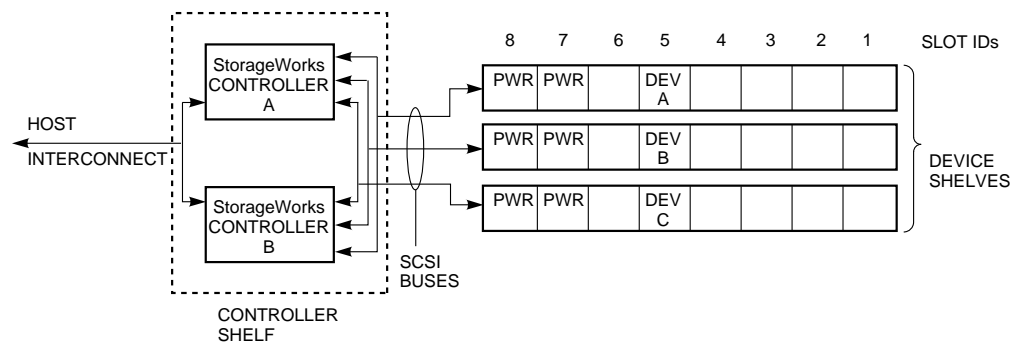 8 7 6 5 4 3 2 1 SLOT IDs
StorageWorks
CONTROLLER
A
PWR PWR DEV
A
HOST
INTERCONNECT
PWR PWR DEV
B
DEVICE
SHELVES
StorageWorks
CONTROLLER
B
PWR PWR DEV
C
SCSI
BUSES
CONTROLLER
SHELF